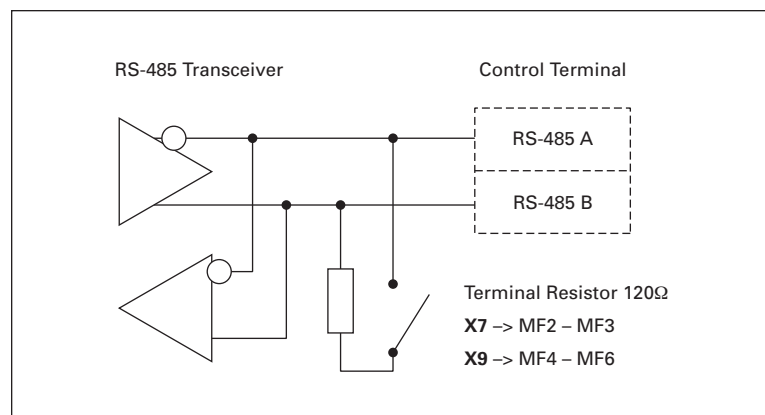 RS-485 Transceiver
Control Terminal
RS-485 A
RS-485 B
Terminal Resistor 120Ω
X7 –> MF2 – MF3
X9 –> MF4 – MF6